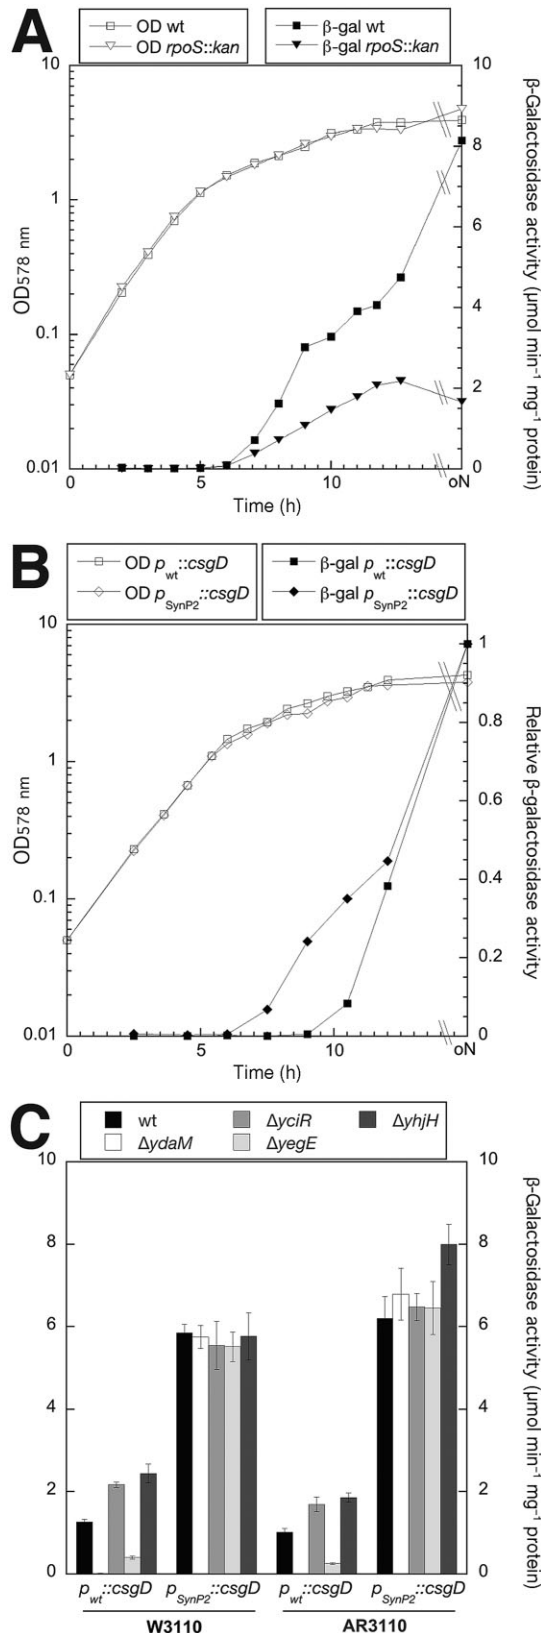 A
OD wt
OD rpoS::kan
β-gal wt
β-gal rpoS::kan
10
1
0.1
0.01
OD578 nm
10
8
6
4
2
0
β-Galactosidase activity (μmol min⁻¹ mg⁻¹ protein)
0 5 10 oN
Time (h)
B
OD pwt::csgD
OD pSynP2::csgD
β-gal pwt::csgD
β-gal pSynP2::csgD
10
1
0.1
0.01
OD578 nm
1
0.8
0.6
0.4
0.2
0
Relative β-galactosidase activity
0 5 10 oN
Time (h)
C
wt ΔyciR ΔyhjH
ΔydaM ΔyegE
10
8
6
4
2
0
10
8
6
4
2
0
β-Galactosidase activity (μmol min⁻¹ mg⁻¹ protein)
pwt::csgD pSynP2::csgD pwt::csgD pSynP2::csgD
W3110 AR3110